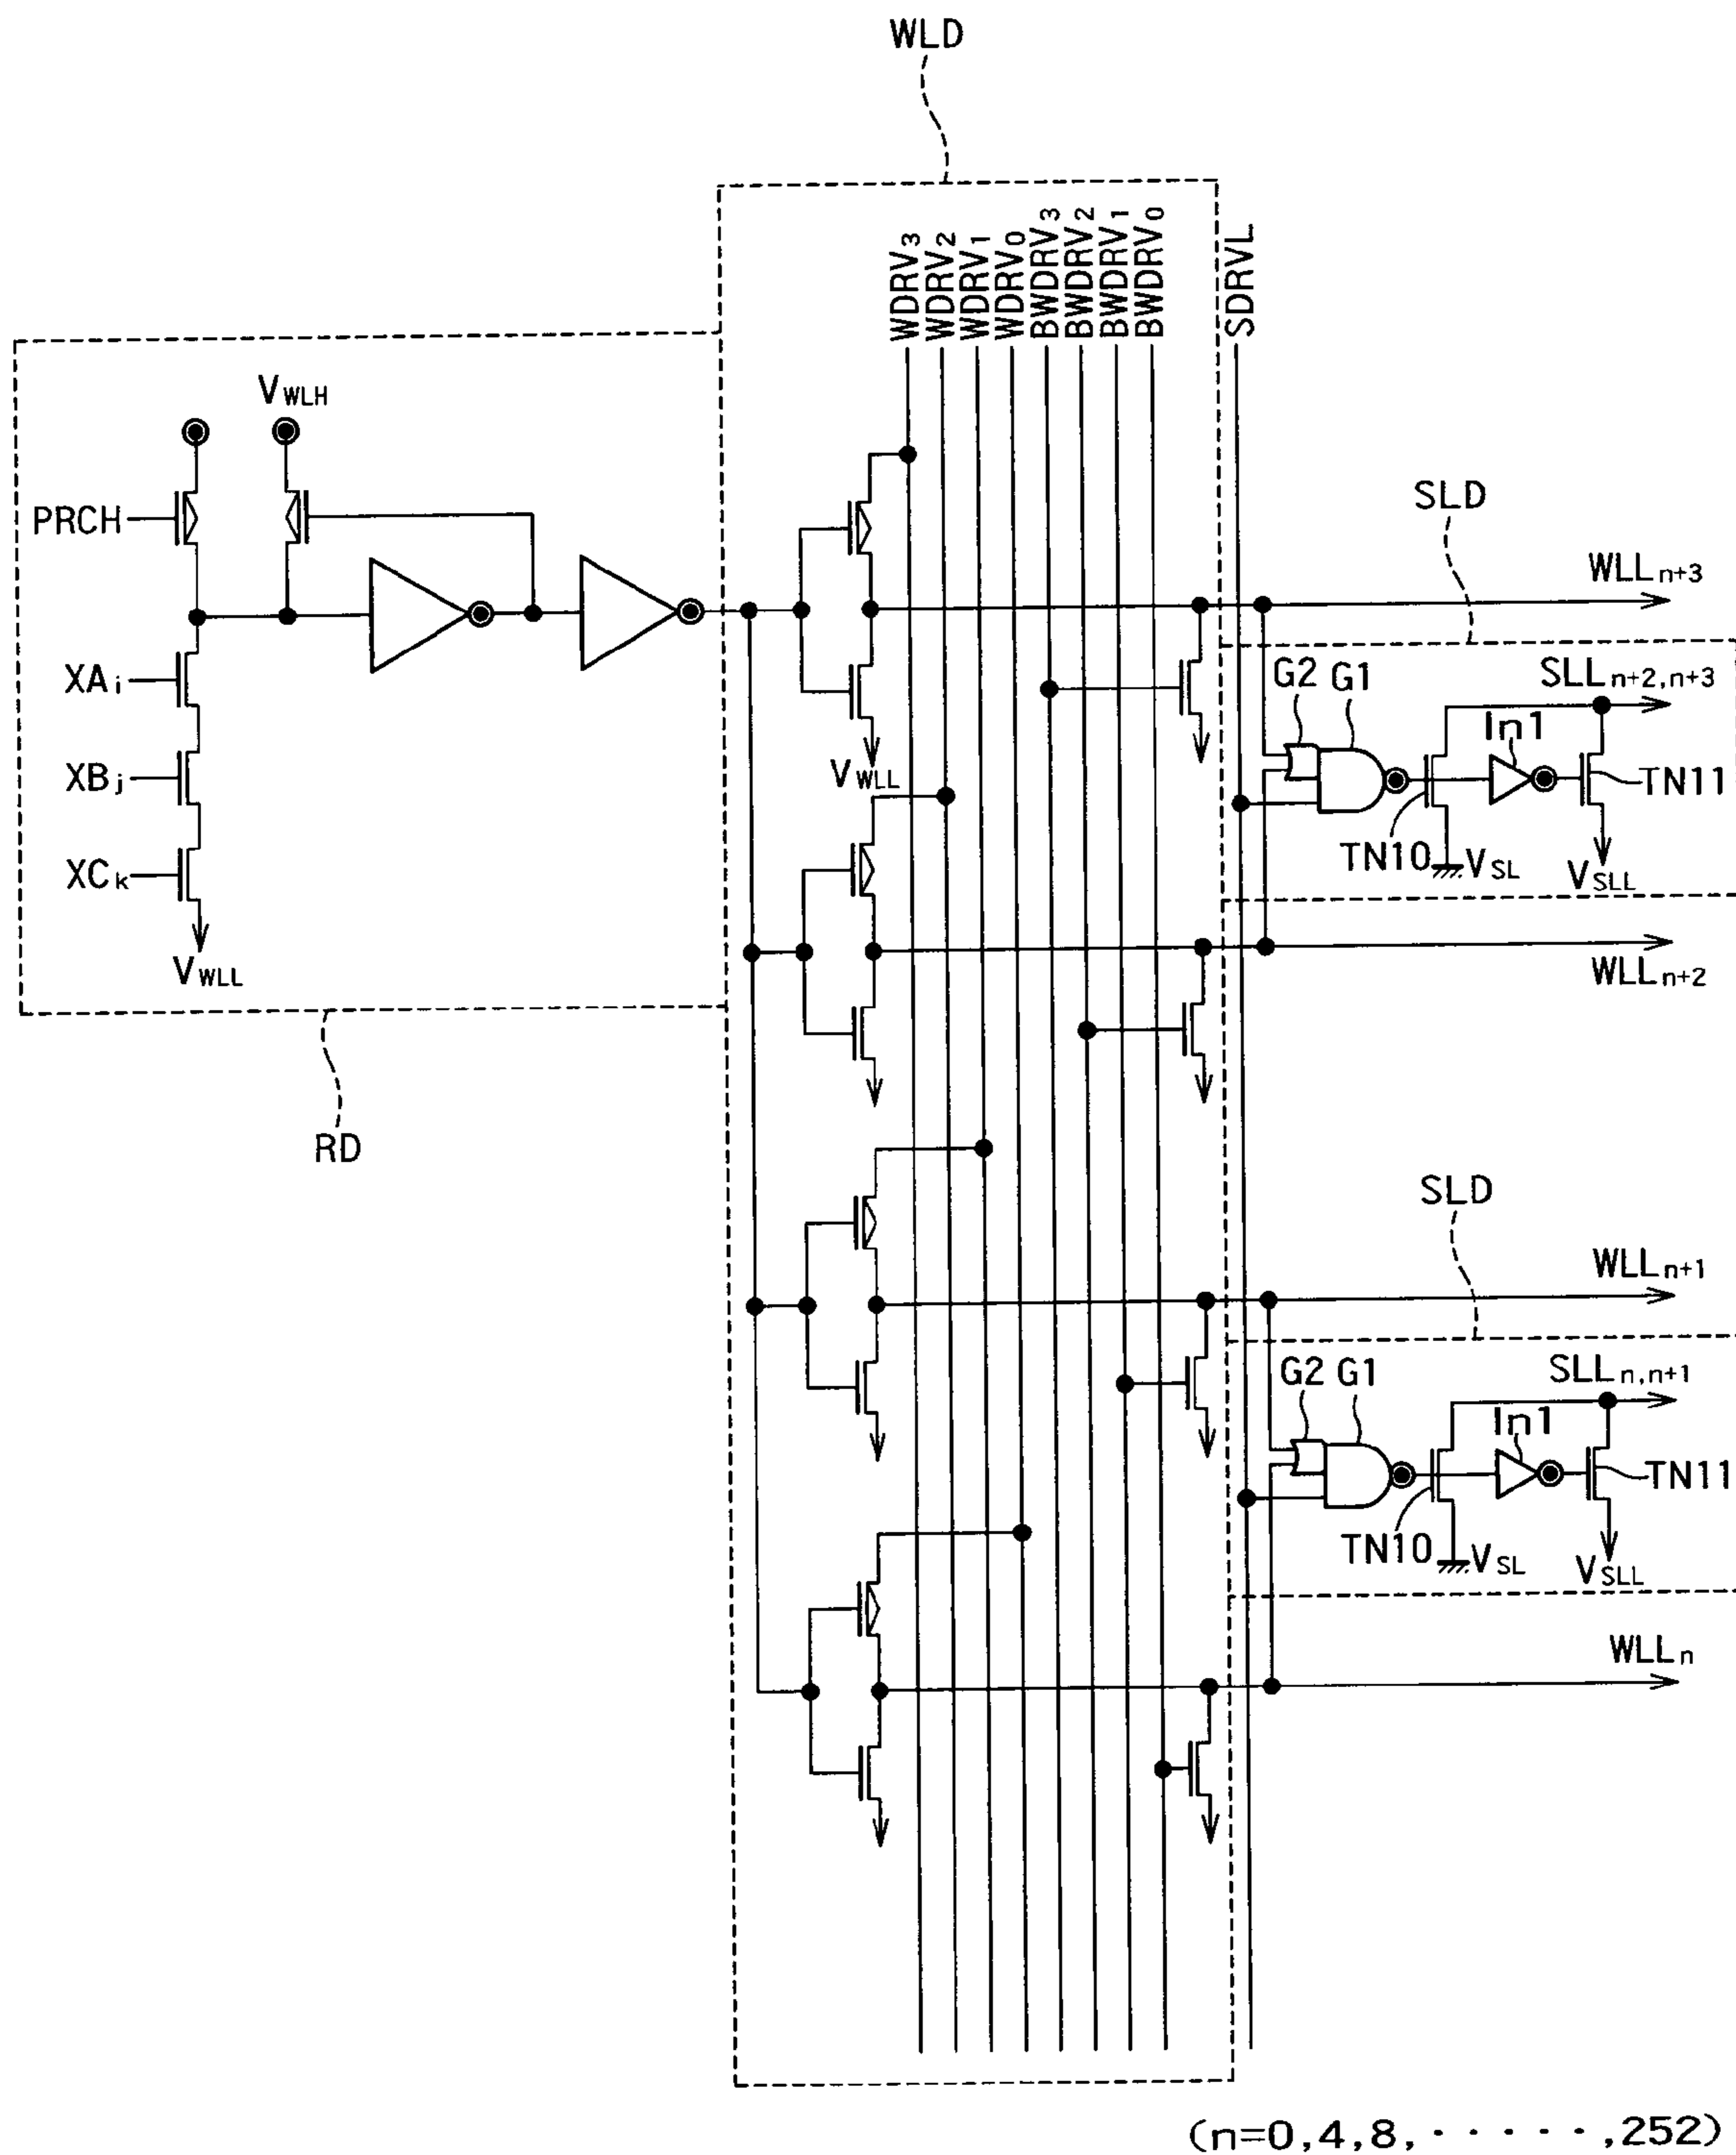 WLD
WDRV3
WDRV2
WDRV1
WDRV0
BWDRV3
BWDRV2
BWDRV1
BWDRV0
SDRVL
VWLH
PRCH
XAi
XBj
XCk
VWLL
RD
VWLL
SLD
WLLn+3
G2 G1
SLLn+2,n+3
In1
TN11
TN10
VSL
VSLL
WLLn+2
SLD
WLLn+1
G2 G1
SLLn,n+1
In1
TN11
TN10
VSL
VSLL
WLLn
(n=0,4,8,·····,252)